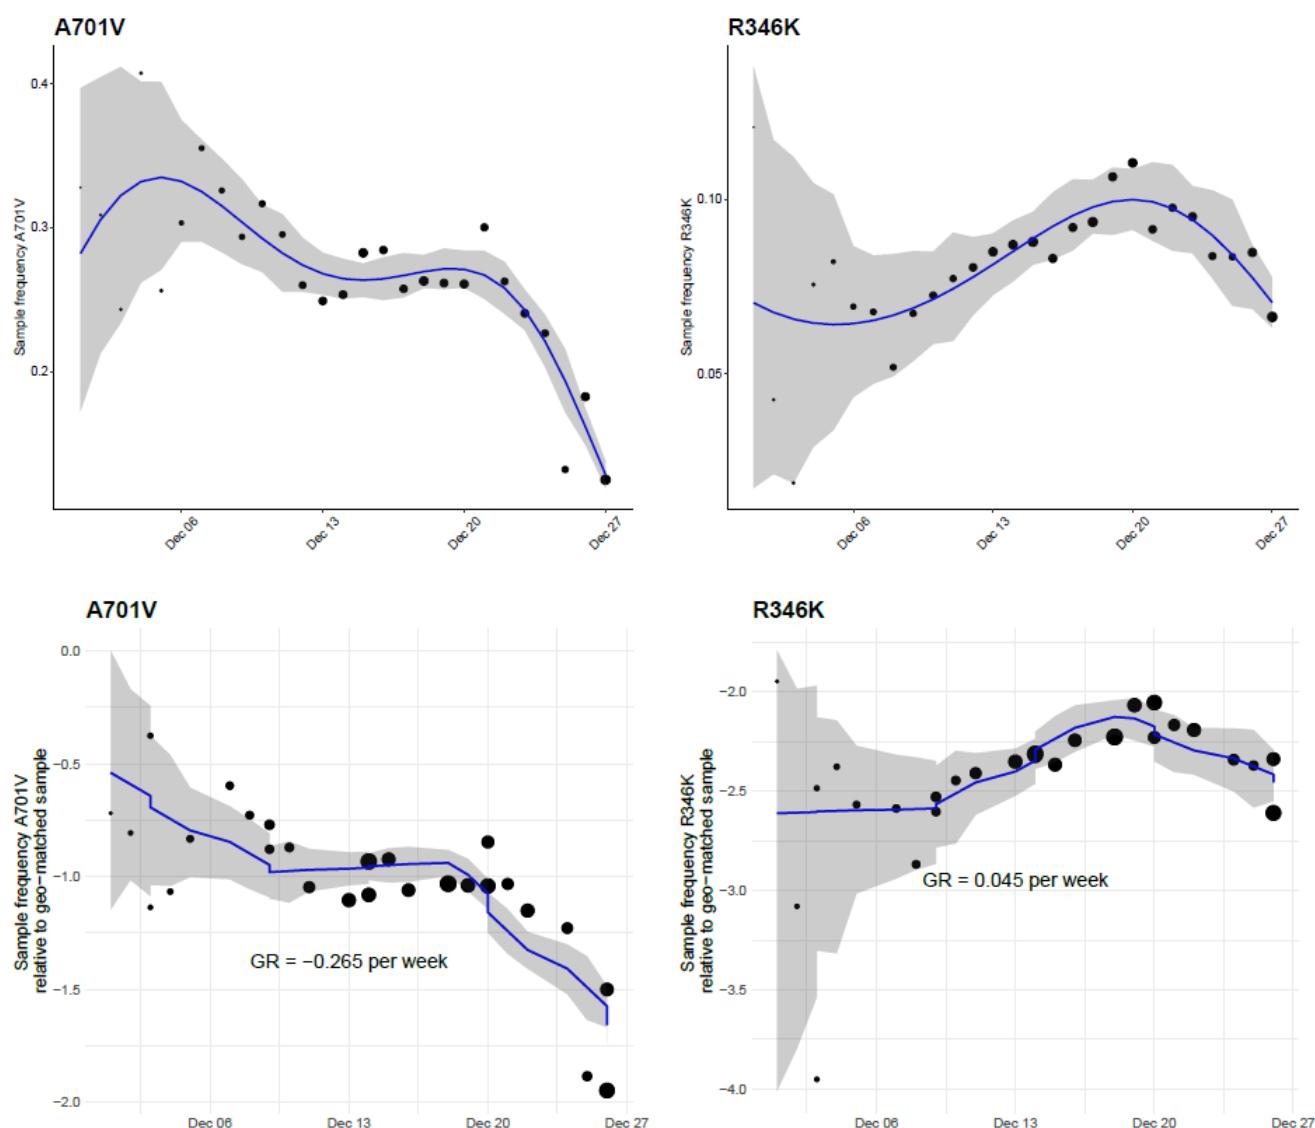 A701V
Sample frequency A701V
0.4
0.3
0.2
Dec 06
Dec 13
Dec 20
Dec 27
R346K
Sample frequency R346K
0.10
0.05
Dec 06
Dec 13
Dec 20
Dec 27
A701V
Sample frequency A701V
relative to geo−matched sample
0.0
−0.5
−1.0
−1.5
−2.0
GR = −0.265 per week
Dec 06
Dec 13
Dec 20
Dec 27
R346K
Sample frequency R346K
relative to geo−matched sample
−2.0
−2.5
−3.0
−3.5
−4.0
GR = 0.045 per week
Dec 06
Dec 13
Dec 20
Dec 27